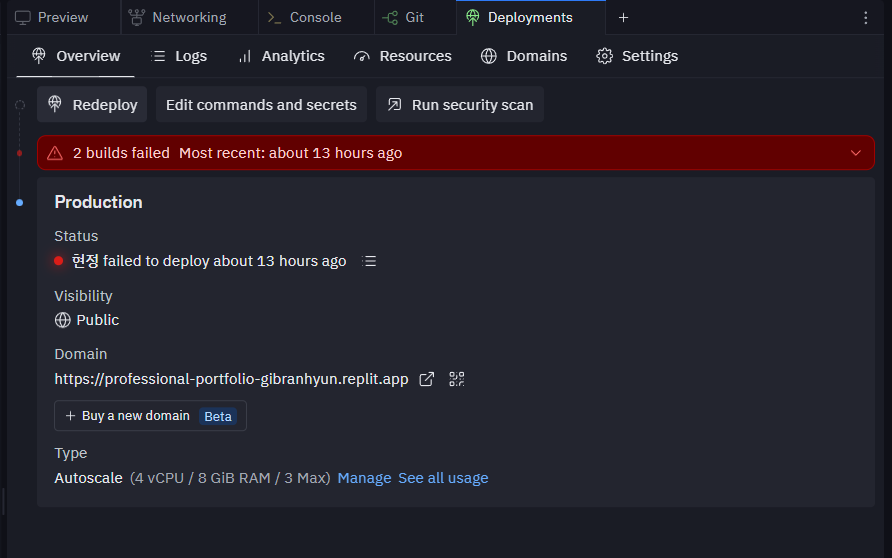 Preview Networking Console Git Deployments
Overview Logs Analytics Resources Domains Settings
Redeploy Edit commands and secrets Run security scan
2 builds failed Most recent: about 13 hours ago
Production
Status
현정 failed to deploy about 13 hours ago
Visibility
Public
Domain
https://professional-portfolio-gibranhyun.replit.app
+ Buy a new domain Beta
Type
Autoscale (4 vCPU / 8 GiB RAM / 3 Max) Manage See all usage